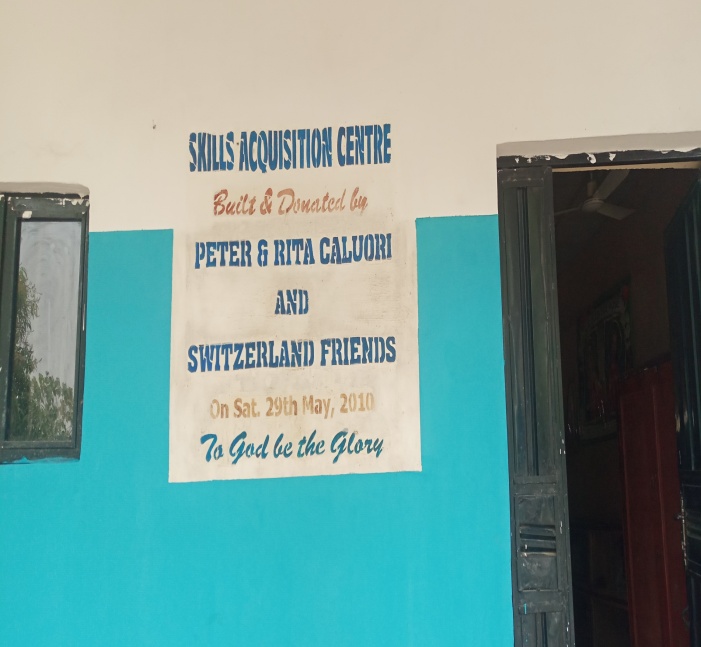 SKILLS ACQUISITION CENTRE
Built & Donated by
PETER & RITA CALUORI
AND
SWITZERLAND FRIENDS
On Sat. 29th May, 2010
To God be the Glory